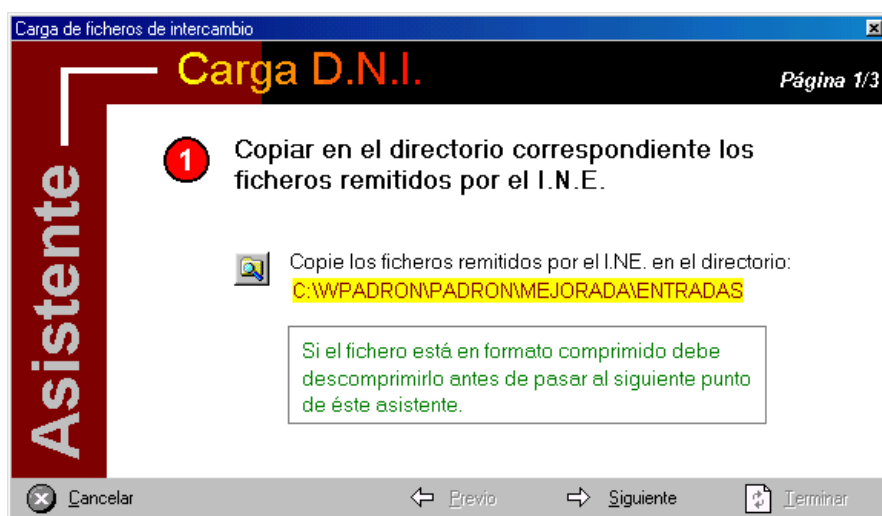 Carga de ficheros de intercambio
Carga D.N.I.
Página 1/3
Asistente
1
Copiar en el directorio correspondiente los
ficheros remitidos por el I.N.E.
Copie los ficheros remitidos por el I.NE. en el directorio:
C:\WPADRON\PADRON\MEJORADA\ENTRADAS
Si el fichero está en formato comprimido debe
descomprimirlo antes de pasar al siguiente punto
de éste asistente.
Cancelar
Previo
Siguiente
Terminar